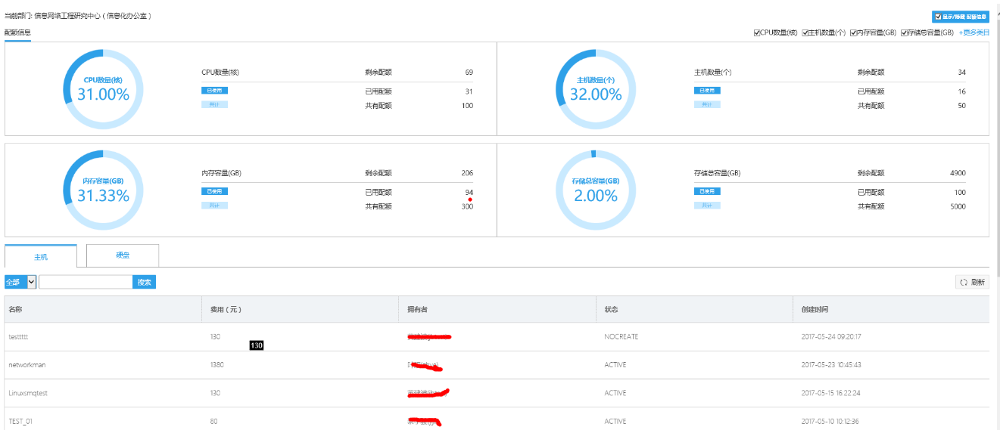 当前部门: 信息网络工程研究中心（信息化办公室）
显示/隐藏 配额信息
配额信息
CPU数量(核) 主机数量(个) 内存容量(GB) 存储总容量(GB) +更多类目
CPU数量(核)
31.00%
CPU数量(核) 剩余配额 69
已使用 已用配额 31
共计 共有配额 100
主机数量(个)
32.00%
主机数量(个) 剩余配额 34
已使用 已用配额 16
共计 共有配额 50
内存容量(GB)
31.33%
内存容量(GB) 剩余配额 206
已使用 已用配额 94
共计 共有配额 300
存储总容量(GB)
2.00%
存储总容量(GB) 剩余配额 4900
已使用 已用配额 100
共计 共有配额 5000
主机 硬盘
全部 搜索 刷新
名称 费用（元） 拥有者 状态 创建时间
testtttt 130 NOCREATE 2017-05-24 09:20:17
130
networkman 1380 ACTIVE 2017-05-23 10:45:43
Linuxsmqtest 130 ACTIVE 2017-05-15 16:22:24
TEST_01 80 ACTIVE 2017-05-10 10:12:36